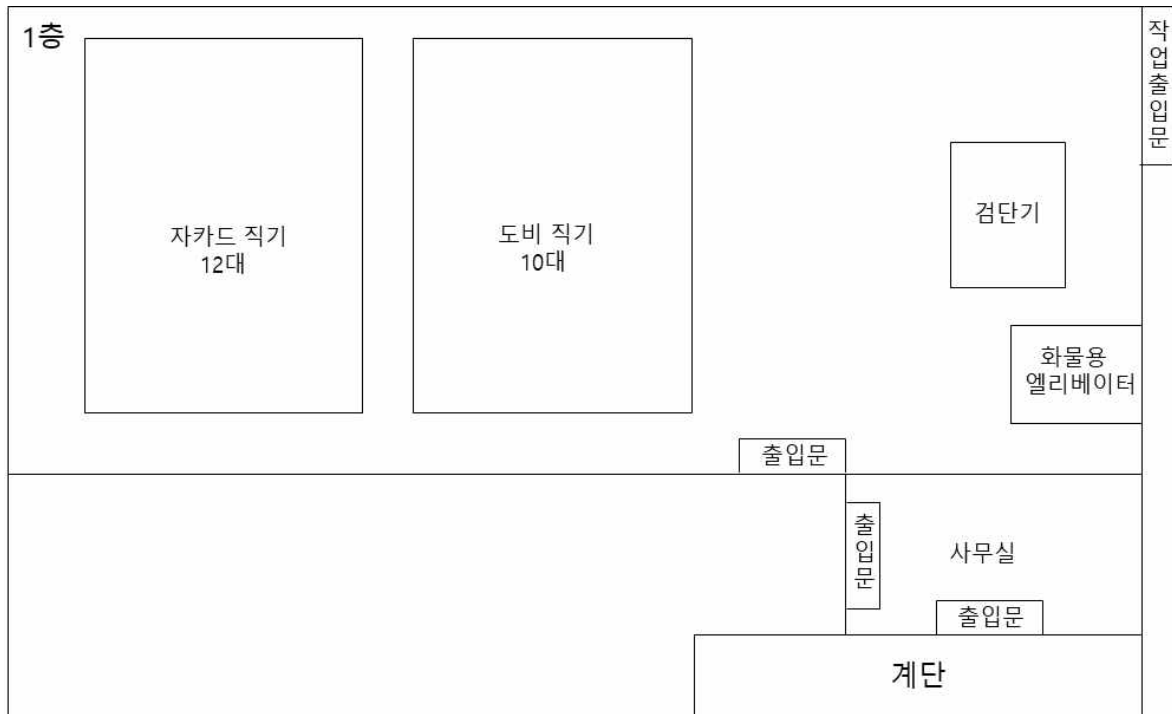 1층
작업출입문
자카드 직기
12대
도비 직기
10대
검단기
화물용
엘리베이터
출입문
출입문
사무실
출입문
계단